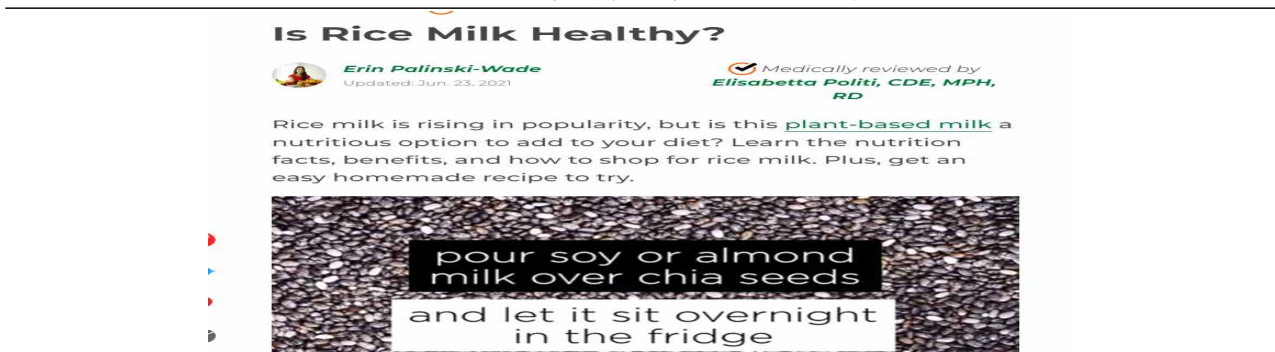 Is Rice Milk Healthy?
Erin Palinski-Wade
Updated: Jun. 23, 2021
Medically reviewed by
Elisabetta Politi, CDE, MPH,
RD
Rice milk is rising in popularity, but is this plant-based milk a
nutritious option to add to your diet? Learn the nutrition
facts, benefits, and how to shop for rice milk. Plus, get an
easy homemade recipe to try.
pour soy or almond
milk over chia seeds
and let it sit overnight
in the fridge